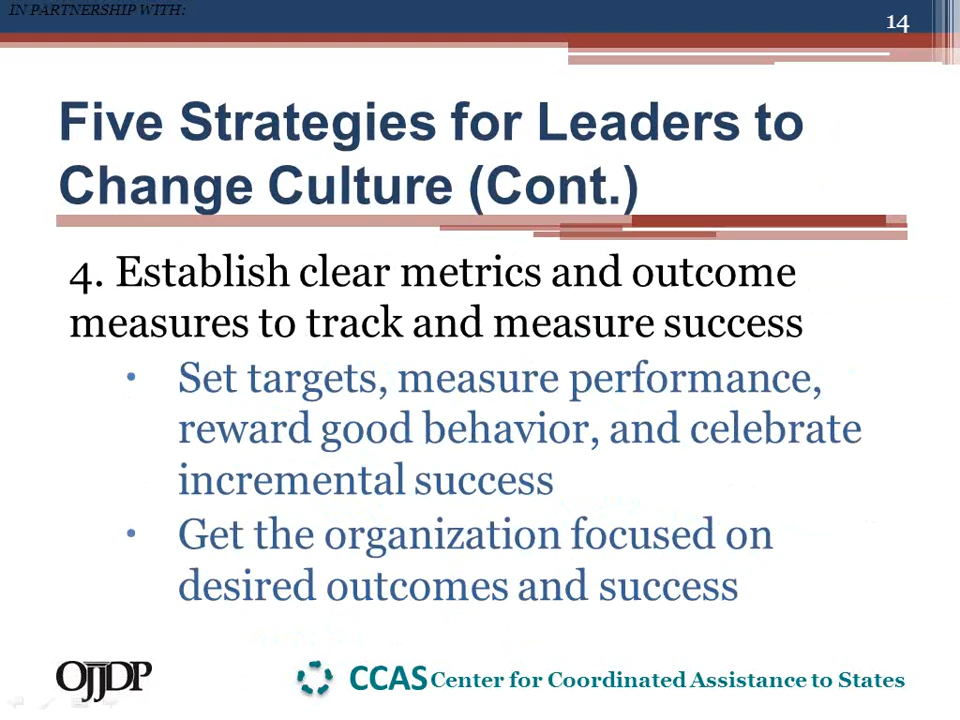 IN PARTNERSHIP WITH:
14
Five Strategies for Leaders to
Change Culture (Cont.)
4. Establish clear metrics and outcome
measures to track and measure success
• Set targets, measure performance,
reward good behavior, and celebrate
incremental success
• Get the organization focused on
desired outcomes and success
OJJDP
CCAS Center for Coordinated Assistance to States